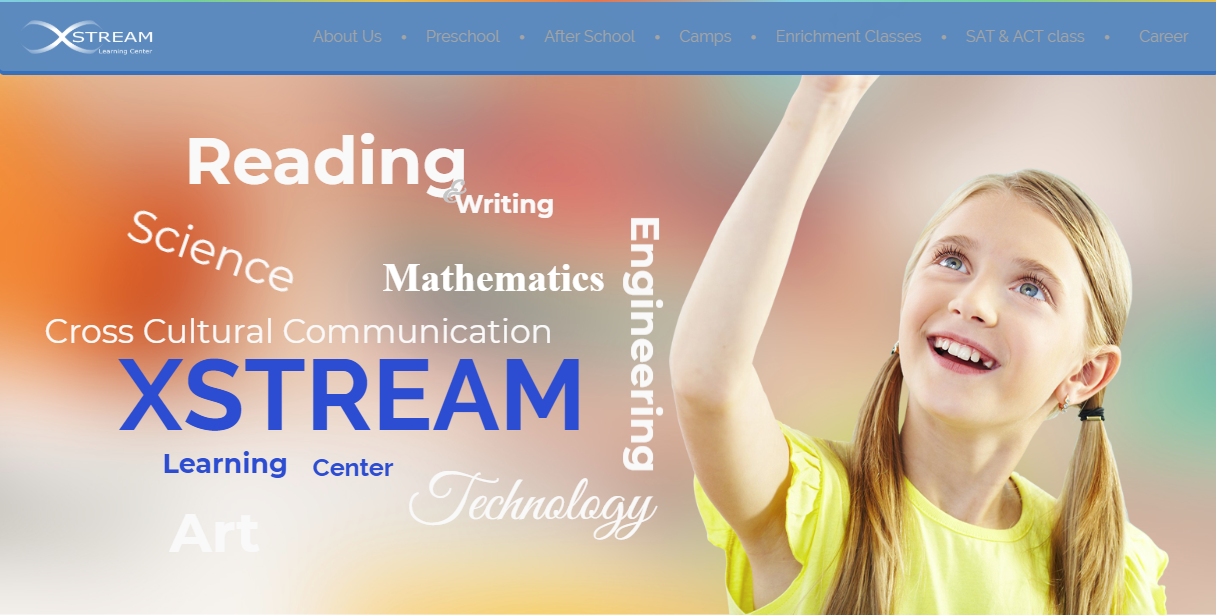 XSTREAM
Learning Center
About Us • Preschool • After School • Camps • Enrichment Classes • SAT & ACT class • Career
Reading
&
Writing
Science
Engineering
Mathematics
Cross Cultural Communication
XSTREAM
Learning Center
Technology
Art